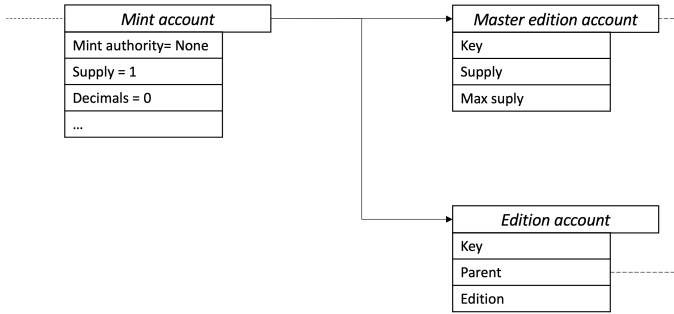 Mint account
Mint authority= None
Supply = 1
Decimals = 0
...
Master edition account
Key
Supply
Max suply
Edition account
Key
Parent
Edition